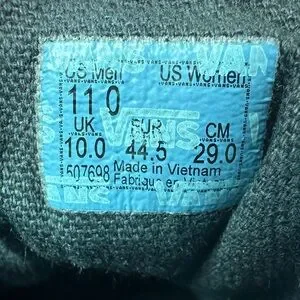 US Men US Women
11 0
UK EUR CM
10.0 44.5 29.0
507698 Made in Vietnam
VANS